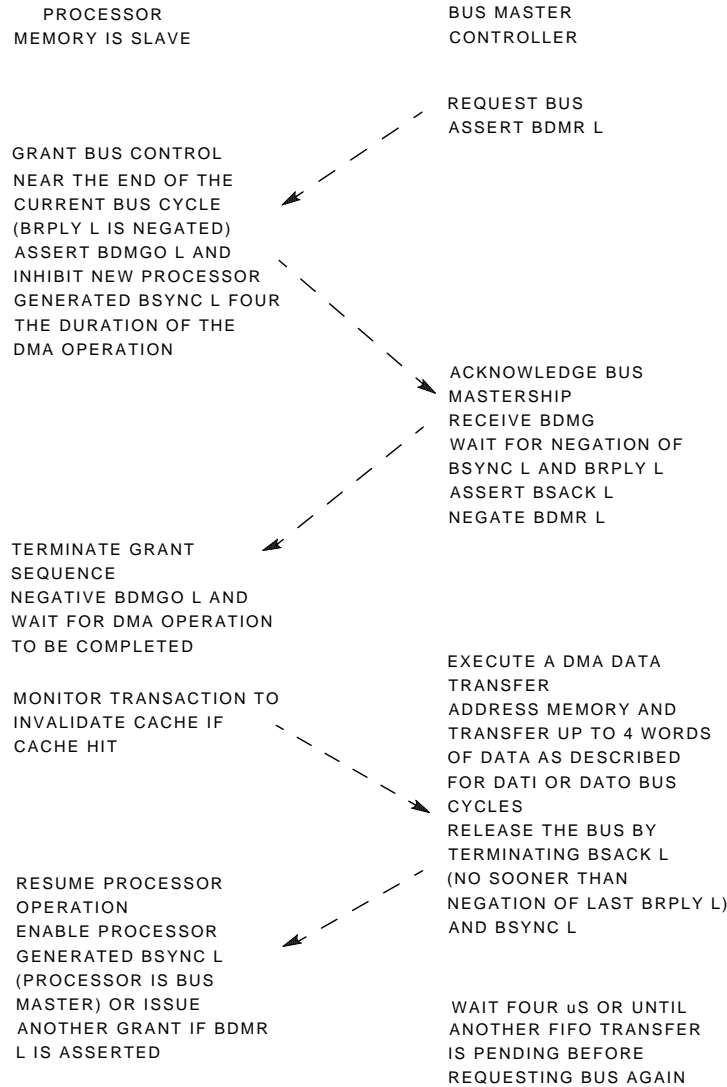 PROCESSOR
MEMORY IS SLAVE
BUS MASTER
CONTROLLER
REQUEST BUS
ASSERT BDMR L
GRANT BUS CONTROL
NEAR THE END OF THE
CURRENT BUS CYCLE
(BRPLY L IS NEGATED)
ASSERT BDMGO L AND
INHIBIT NEW PROCESSOR
GENERATED BSYNC L FOUR
THE DURATION OF THE
DMA OPERATION
ACKNOWLEDGE BUS
MASTERSHIP
RECEIVE BDMG
WAIT FOR NEGATION OF
BSYNC L AND BRPLY L
ASSERT BSACK L
NEGATE BDMR L
TERMINATE GRANT
SEQUENCE
NEGATIVE BDMGO L AND
WAIT FOR DMA OPERATION
TO BE COMPLETED
MONITOR TRANSACTION TO
INVALIDATE CACHE IF
CACHE HIT
EXECUTE A DMA DATA
TRANSFER
ADDRESS MEMORY AND
TRANSFER UP TO 4 WORDS
OF DATA AS DESCRIBED
FOR DATI OR DATO BUS
CYCLES
RELEASE THE BUS BY
TERMINATING BSACK L
(NO SOONER THAN
NEGATION OF LAST BRPLY L)
AND BSYNC L
RESUME PROCESSOR
OPERATION
ENABLE PROCESSOR
GENERATED BSYNC L
(PROCESSOR IS BUS
MASTER) OR ISSUE
ANOTHER GRANT IF BDMR
L IS ASSERTED
WAIT FOUR uS OR UNTIL
ANOTHER FIFO TRANSFER
IS PENDING BEFORE
REQUESTING BUS AGAIN